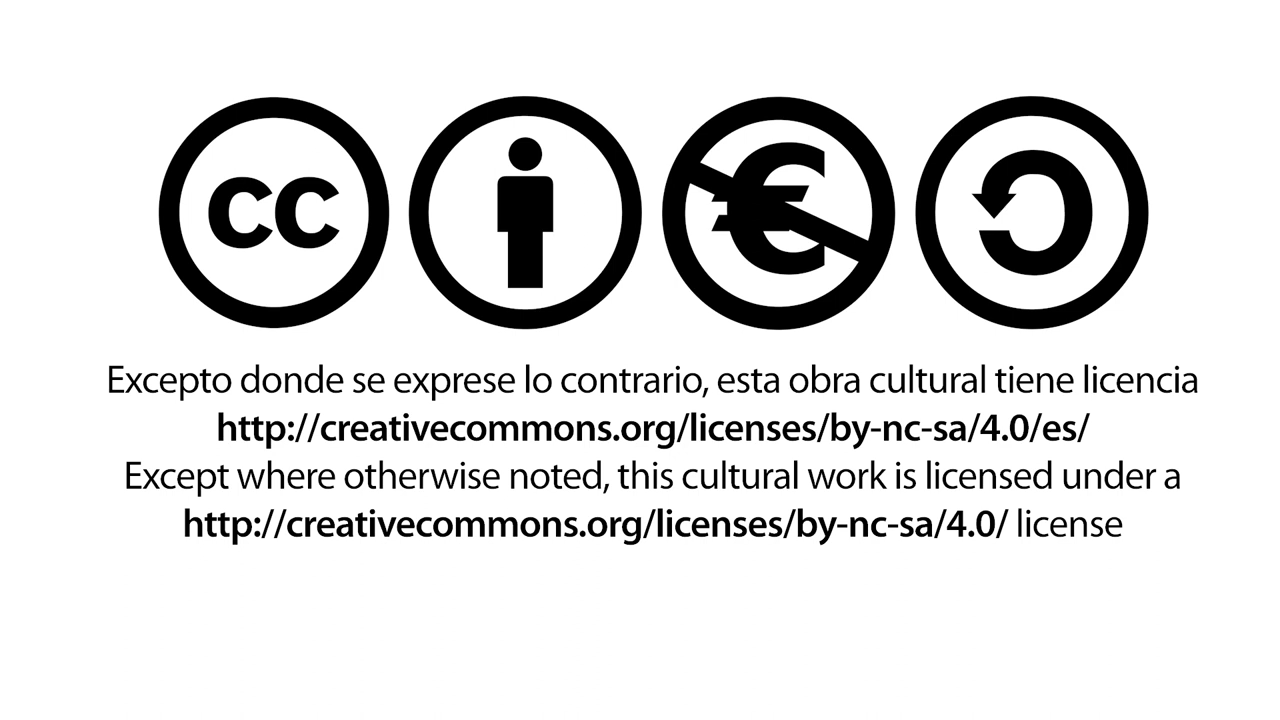 cc
€
Excepto donde se exprese lo contrario, esta obra cultural tiene licencia
http://creativecommons.org/licenses/by-nc-sa/4.0/es/
Except where otherwise noted, this cultural work is licensed under a
http://creativecommons.org/licenses/by-nc-sa/4.0/ license